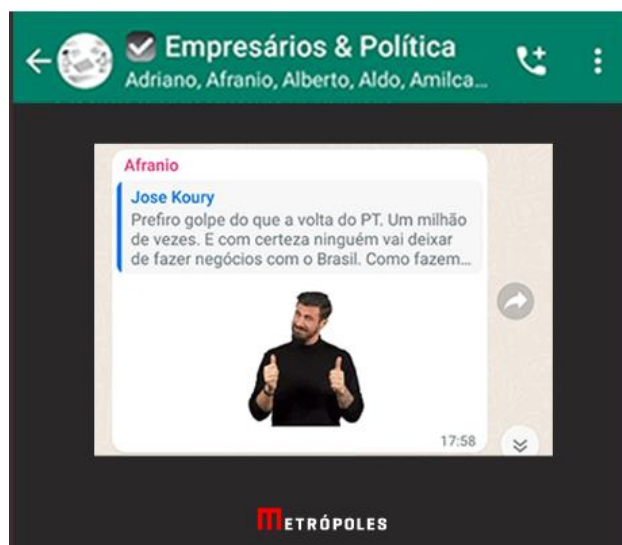 Empresários & Política
Adriano, Afranio, Alberto, Aldo, Amilca...
Afranio
Jose Koury
Prefiro golpe do que a volta do PT. Um milhão
de vezes. E com certeza ninguém vai deixar
de fazer negócios com o Brasil. Como fazem...
17:58
METRÓPOLES